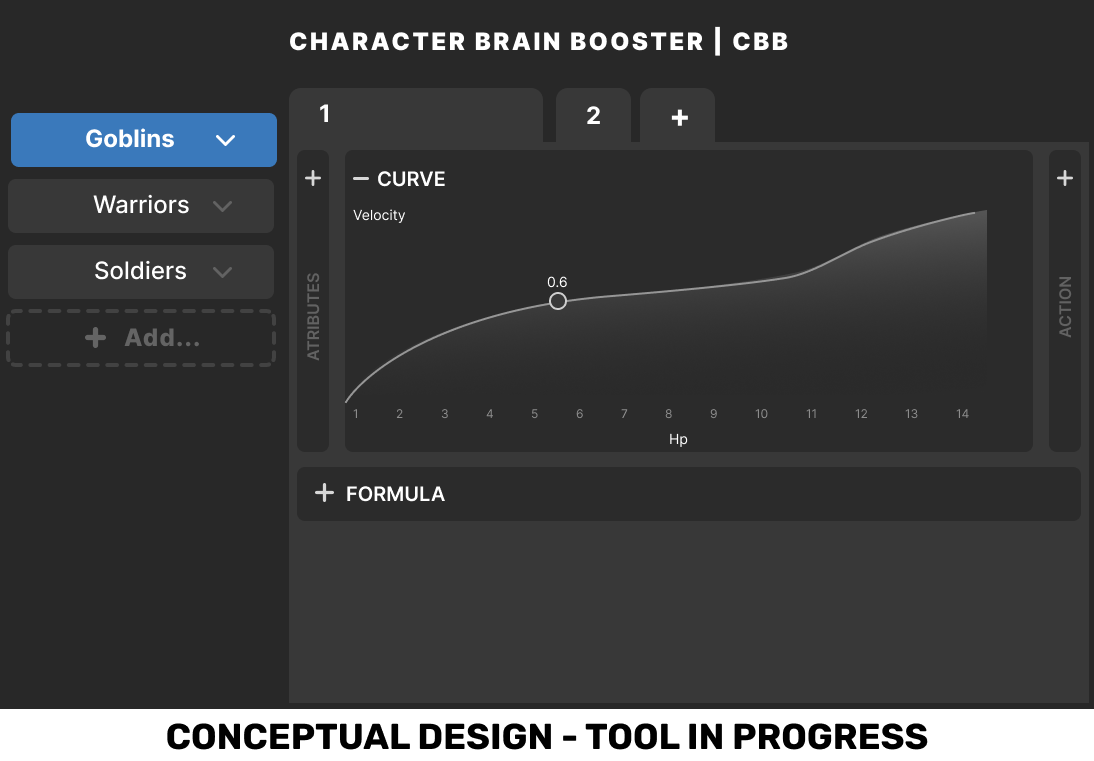 CHARACTER BRAIN BOOSTER | CBB
Goblins
Warriors
Soldiers
+ Add...
1
2
+
+
ATRIBUTES
− CURVE
Velocity
0.6
1 2 3 4 5 6 7 8 9 10 11 12 13 14
Hp
+
ACTION
+ FORMULA
CONCEPTUAL DESIGN - TOOL IN PROGRESS